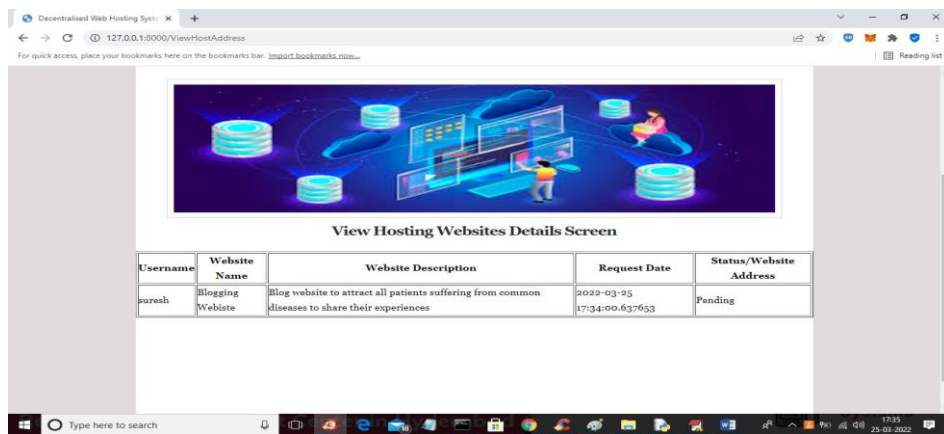 Decentralised Web Hosting Syste
127.0.0.1:8000/ViewHostAddress
For quick access, place your bookmarks here on the bookmarks bar. Import bookmarks now...
Reading list
View Hosting Websites Details Screen
Username
Website
Name
Website Description
Request Date
Status/Website
Address
suresh
Blogging
Webiste
Blog website to attract all patients suffering from common
diseases to share their experiences
2022-03-25
17:34:00.637653
Pending
Type here to search
17:35
25-03-2022